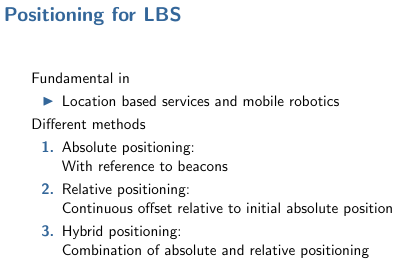 Positioning for LBS
Fundamental in
▶ Location based services and mobile robotics
Different methods
1. Absolute positioning:
With reference to beacons
2. Relative positioning:
Continuous offset relative to initial absolute position
3. Hybrid positioning:
Combination of absolute and relative positioning